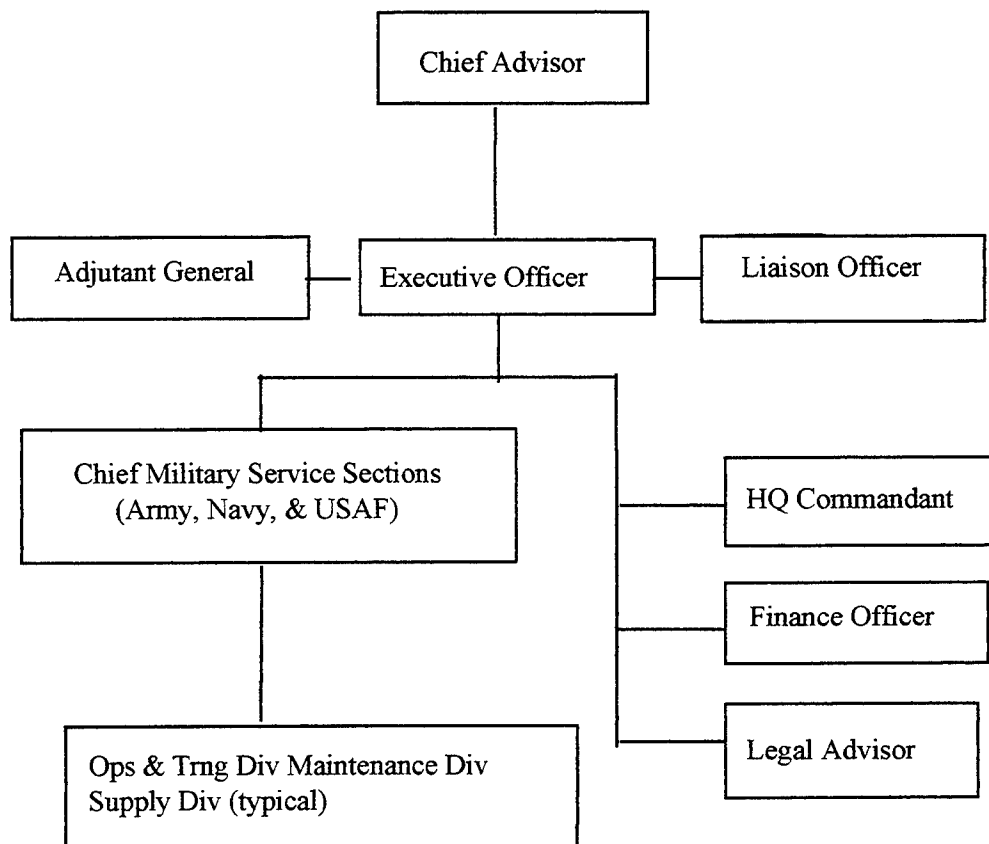 Chief Advisor
Adjutant General
Executive Officer
Liaison Officer
Chief Military Service Sections
(Army, Navy, & USAF)
HQ Commandant
Finance Officer
Legal Advisor
Ops & Trng Div Maintenance Div
Supply Div (typical)